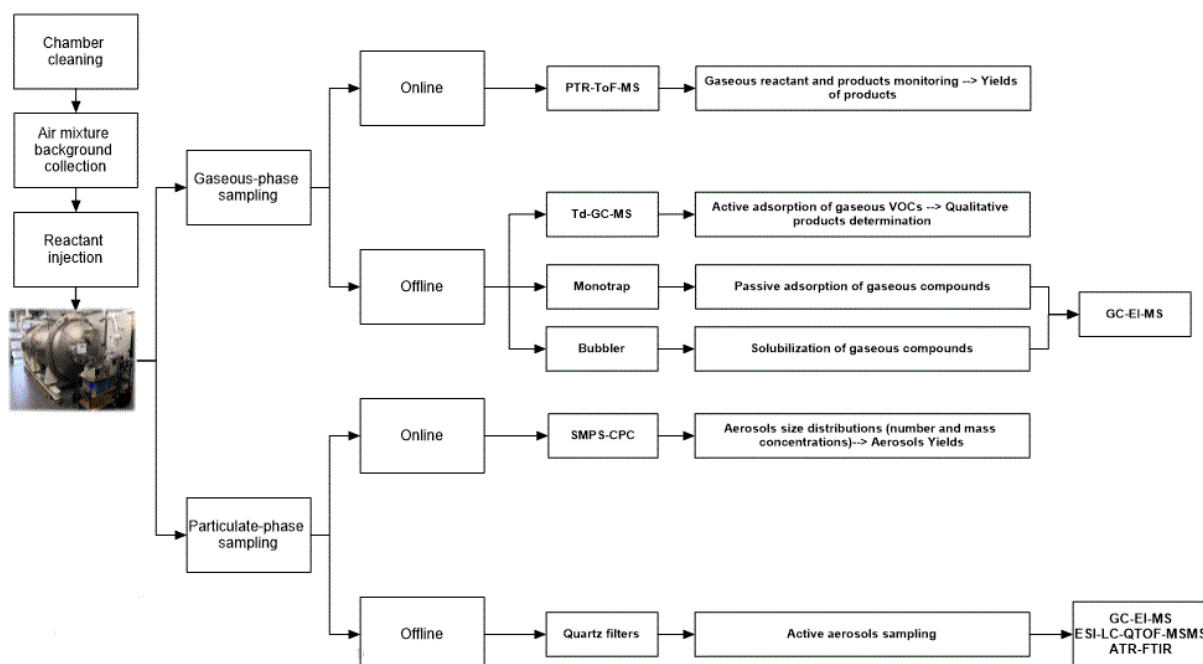 Chamber
cleaning
Air mixture
background
collection
Reactant
injection
Gaseous-phase
sampling
Online
PTR-ToF-MS
Gaseous reactant and products monitoring --> Yields
of products
Offline
Td-GC-MS
Active adsorption of gaseous VOCs --> Qualitative
products determination
Monotrap
Passive adsorption of gaseous compounds
Bubbler
Solubilization of gaseous compounds
GC-EI-MS
Particulate-phase
sampling
Online
SMPS-CPC
Aerosols size distributions (number and mass
concentrations)--> Aerosols Yields
Offline
Quartz filters
Active aerosols sampling
GC-EI-MS
ESI-LC-QTOF-MSMS
ATR-FTIR